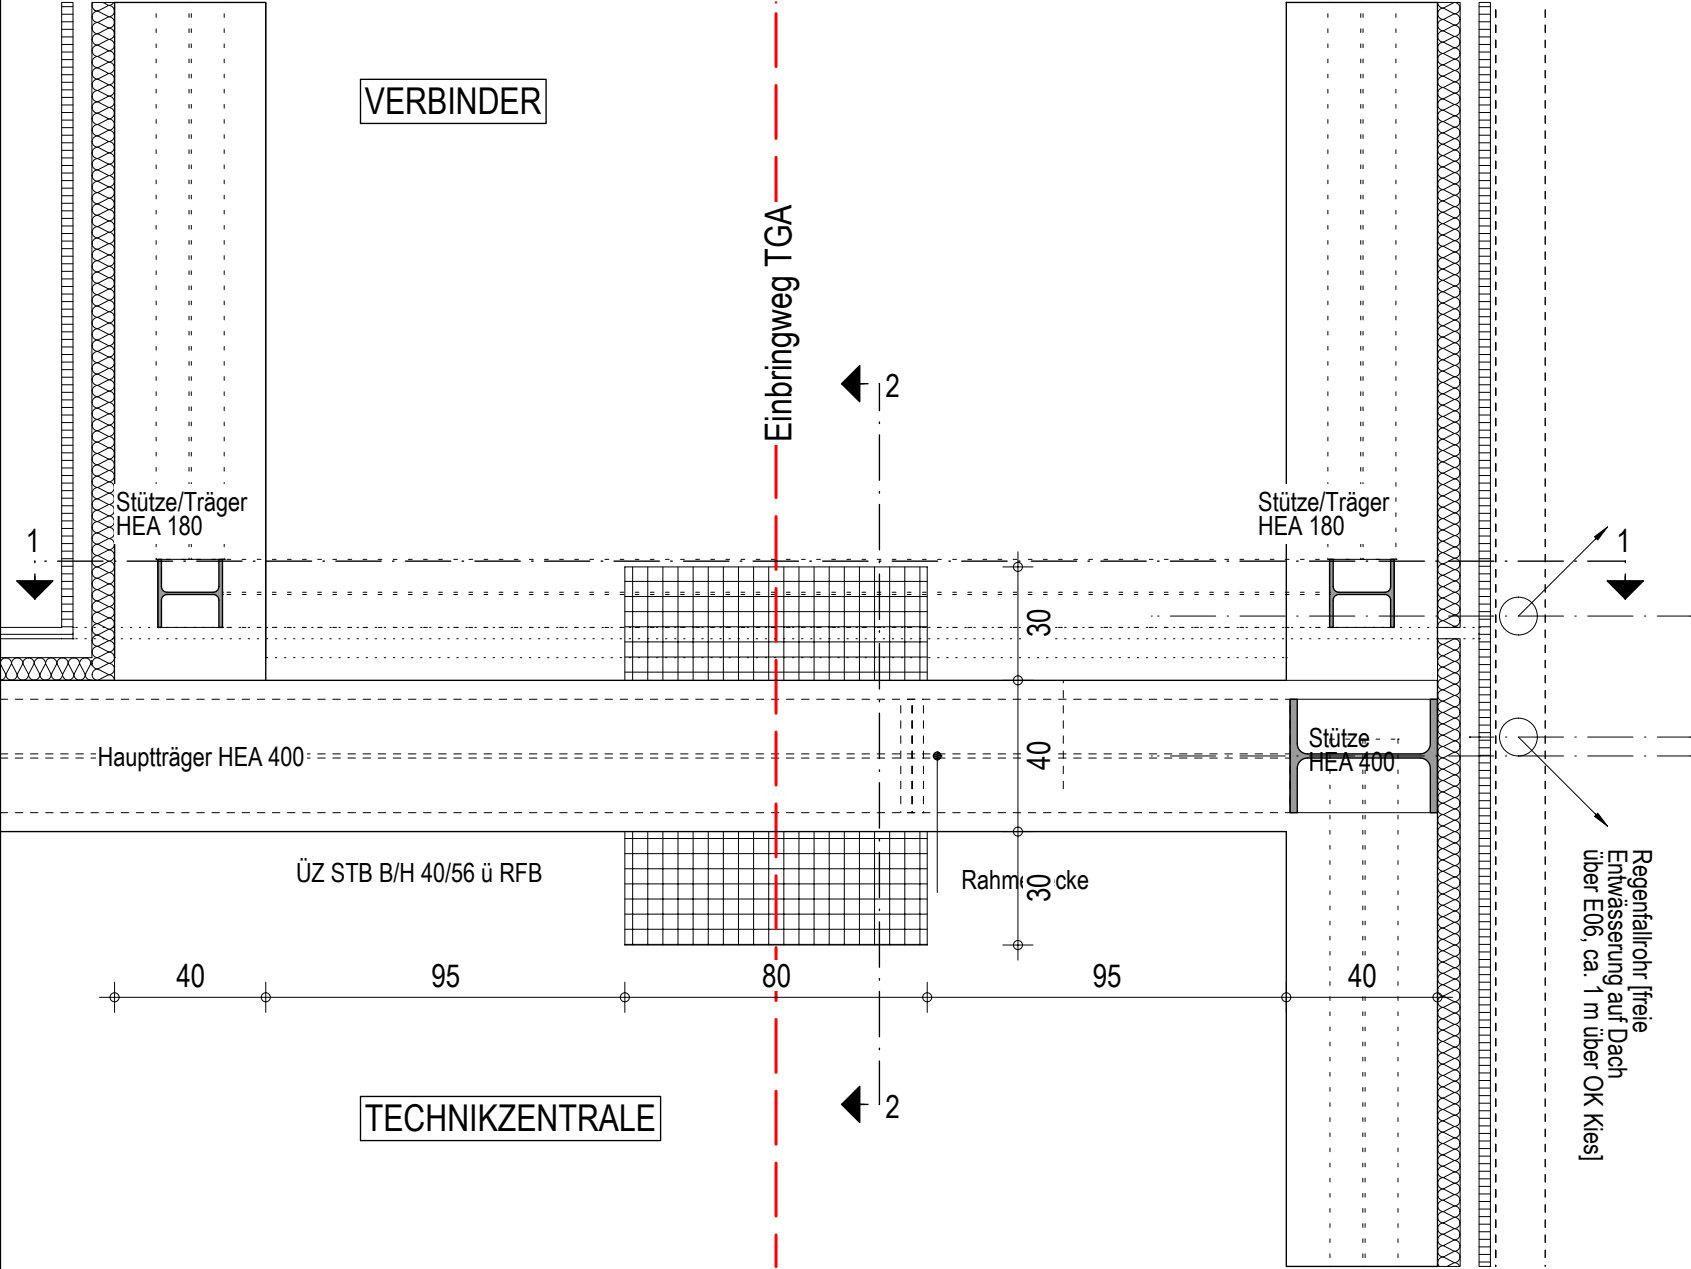 VERBINDER
Einbringweg TGA
2
Stütze/Träger
HEA 180
Stütze/Träger
HEA 180
1
1
30
Hauptträger HEA 400
40
Stütze
HEA 400
ÜZ STB B/H 40/56 ü RFB
30
Regenfallrohr [freie
Entwässerung auf Dach
über E06, ca. 1 m über OK Kies]
40
95
80
95
40
TECHNIKZENTRALE
2